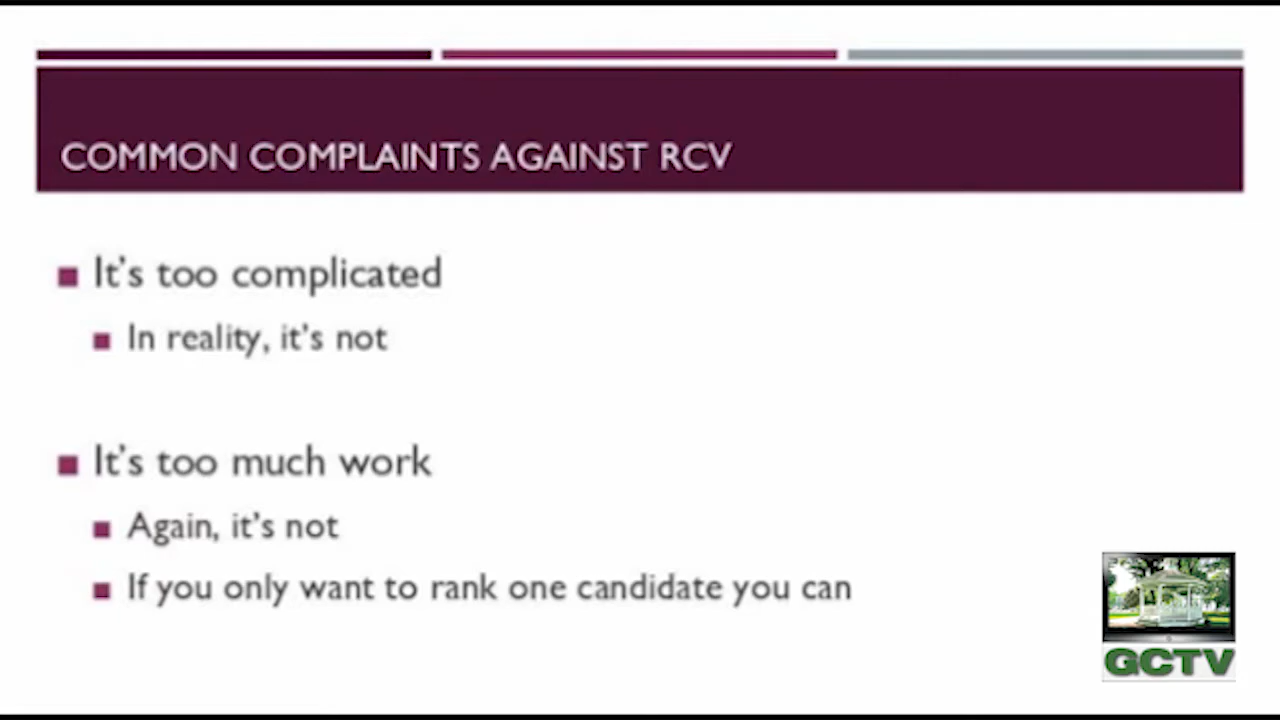 COMMON COMPLAINTS AGAINST RCV
It's too complicated
In reality, it's not
It's too much work
Again, it's not
If you only want to rank one candidate you can
GCTV